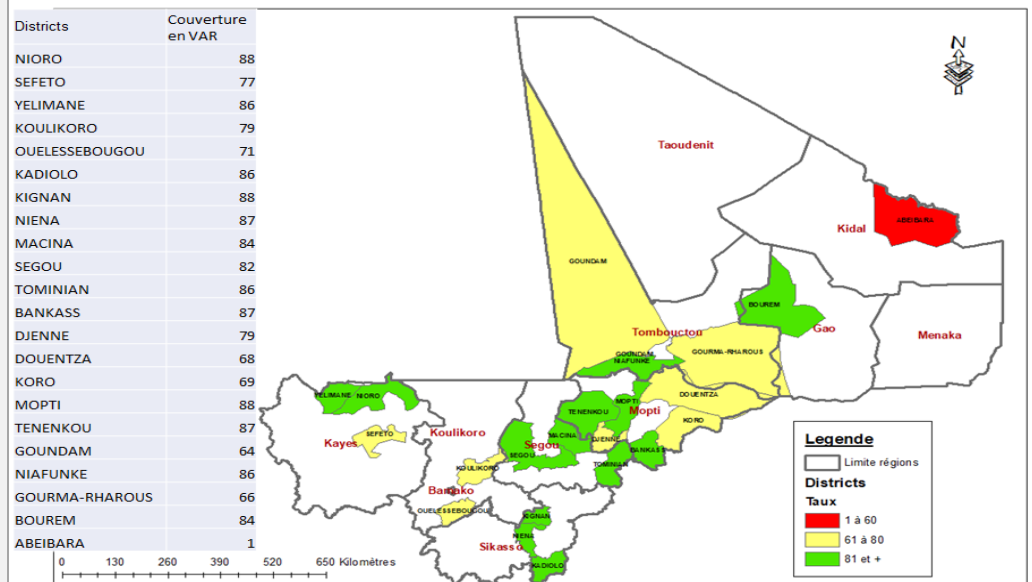 Districts Couverture en VAR
NIORO 88
SEFETO 77
YELIMANE 86
KOULIKORO 79
OUELESSEBOUGOU 71
KADIOLO 86
KIGNAN 88
NIENA 87
MACINA 84
SEGOU 82
TOMINIAN 86
BANKASS 87
DJENNE 79
DOUENTZA 68
KORO 69
MOPTI 88
TENENKOU 87
GOUNDAM 64
NIAFUNKE 86
GOURMA-RHAROUS 66
BOUREM 84
ABEIBARA 1
N
Taoudenit
ABEIBARA
Kidal
GOUNDAM
BOUREM
Gao
Menaka
Tombouctou
GOUNDAM
NIAFUNKE
GOURMA-RHAROUS
DOUENTZA
MOPTI
Mopti
TENENKOU
KORO
YELIMANE
NIORO
SEFETO
Kayes
Koulikoro
MACINA
DJENNE
Segou
SEGOU
BANKASS
TOMINIAN
KOULIKORO
Bamako
OUELESSEBOUGOU
KIGNAN
NIENA
Sikasso
KADIOLO
Legende
Limite régions
Districts
Taux
1 à 60
61 à 80
81 et +
0 130 260 390 520 650 Kilomètres